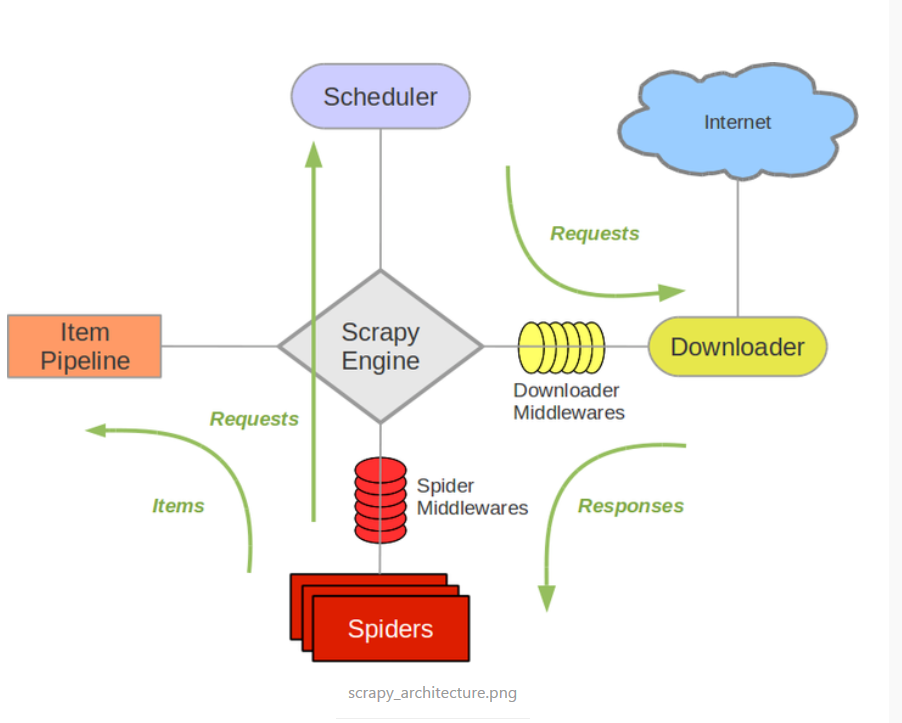 Scheduler
Internet
Requests
Item
Pipeline
Scrapy
Engine
Downloader
Downloader
Middlewares
Requests
Items
Spider
Middlewares
Responses
Spiders
scrapy_architecture.png